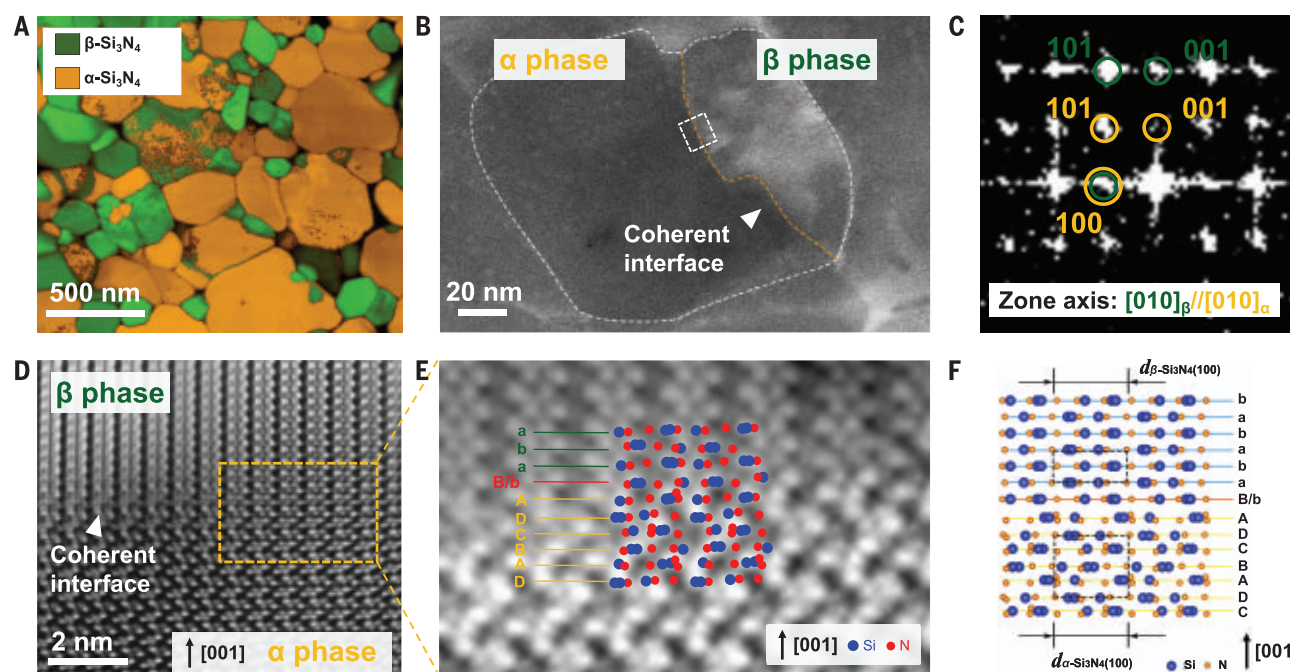 A
β-Si₃N₄
α-Si₃N₄
500 nm
B
α phase
β phase
Coherent
interface
20 nm
C
101
001
101
001
100
Zone axis: [010]β//[010]α
D
β phase
Coherent
interface
2 nm
[001]
α phase
E
a
b
a
B/b
A
D
C
B
A
D
[001]
Si
N
F
dβ-Si3N4(100)
b
a
b
a
b
a
B/b
A
D
C
B
A
D
C
dα-Si3N4(100)
Si
N
[001